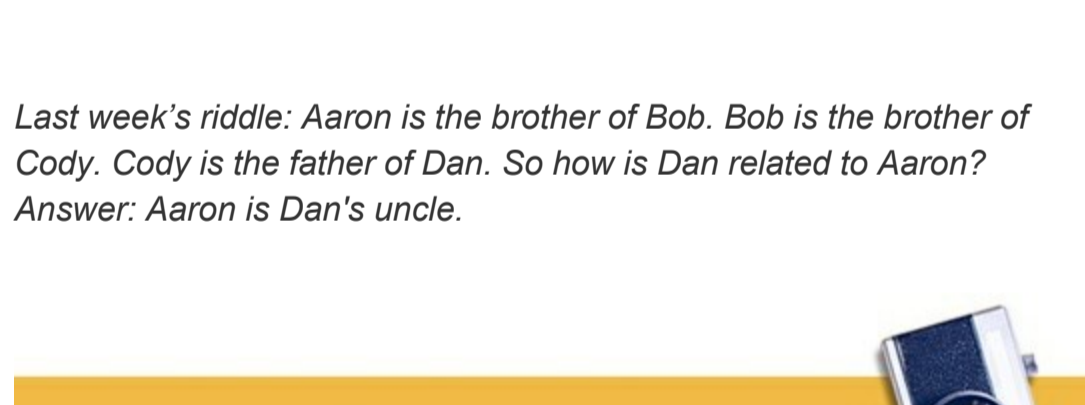 Last week’s riddle: Aaron is the brother of Bob. Bob is the brother of
Cody. Cody is the father of Dan. So how is Dan related to Aaron?
Answer: Aaron is Dan's uncle.